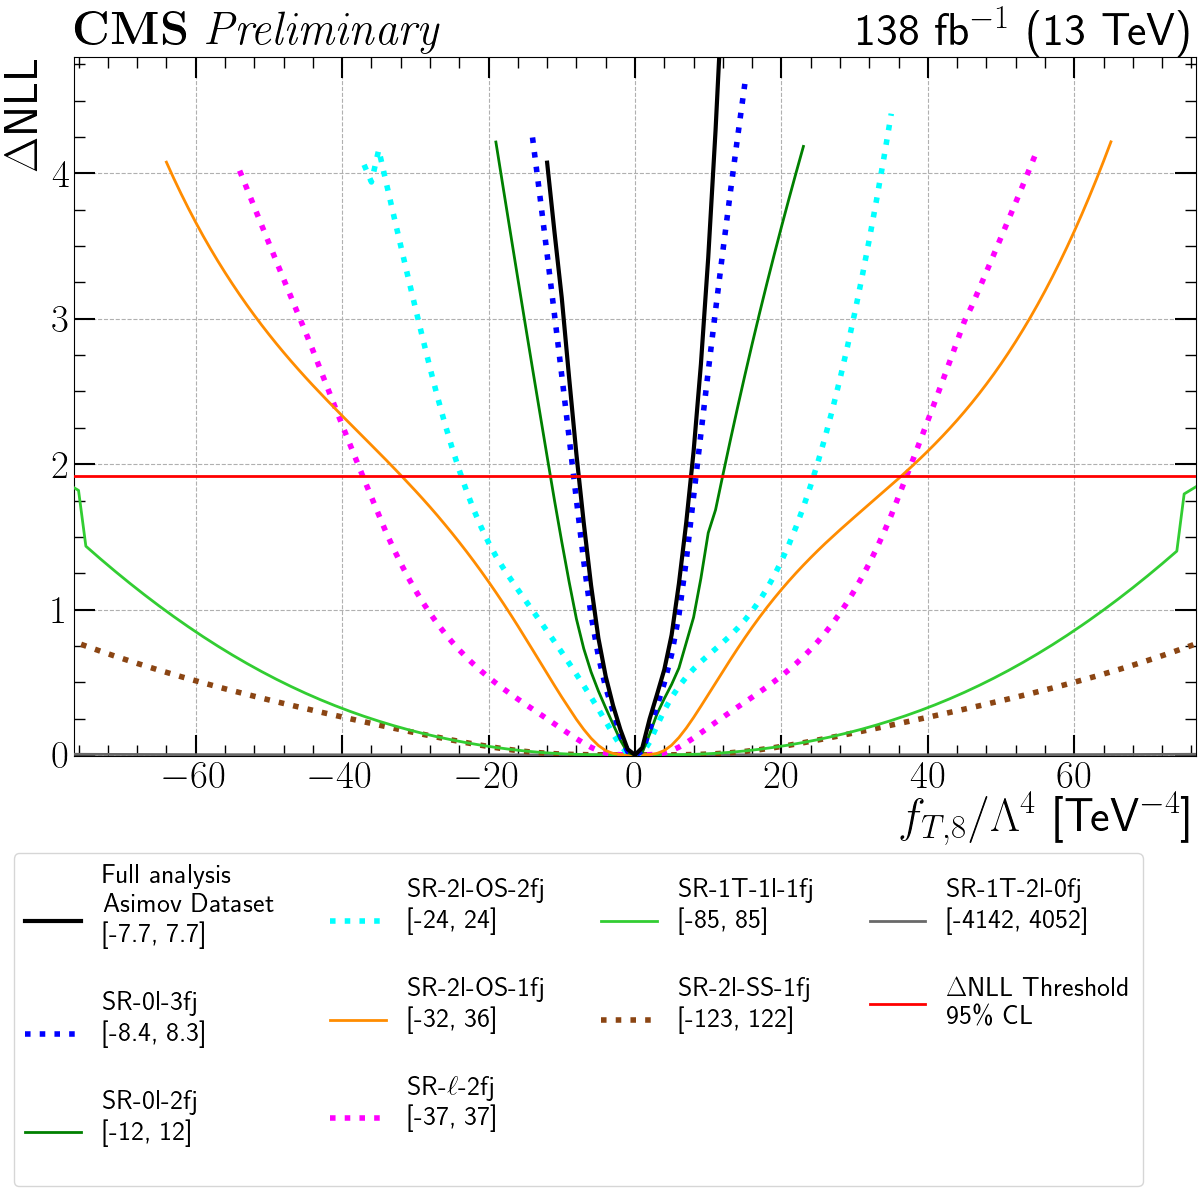 CMS Preliminary 138 fb⁻¹ (13 TeV)
ΔNLL
4
3
2
1
0
−60 −40 −20 0 20 40 60
f_{T,8}/Λ⁴ [TeV⁻⁴]
Full analysis
Asimov Dataset
[-7.7, 7.7]
SR-0l-3fj
[-8.4, 8.3]
SR-0l-2fj
[-12, 12]
SR-2l-OS-2fj
[-24, 24]
SR-2l-OS-1fj
[-32, 36]
SR-ℓ-2fj
[-37, 37]
SR-1T-1l-1fj
[-85, 85]
SR-2l-SS-1fj
[-123, 122]
SR-1T-2l-0fj
[-4142, 4052]
ΔNLL Threshold
95% CL